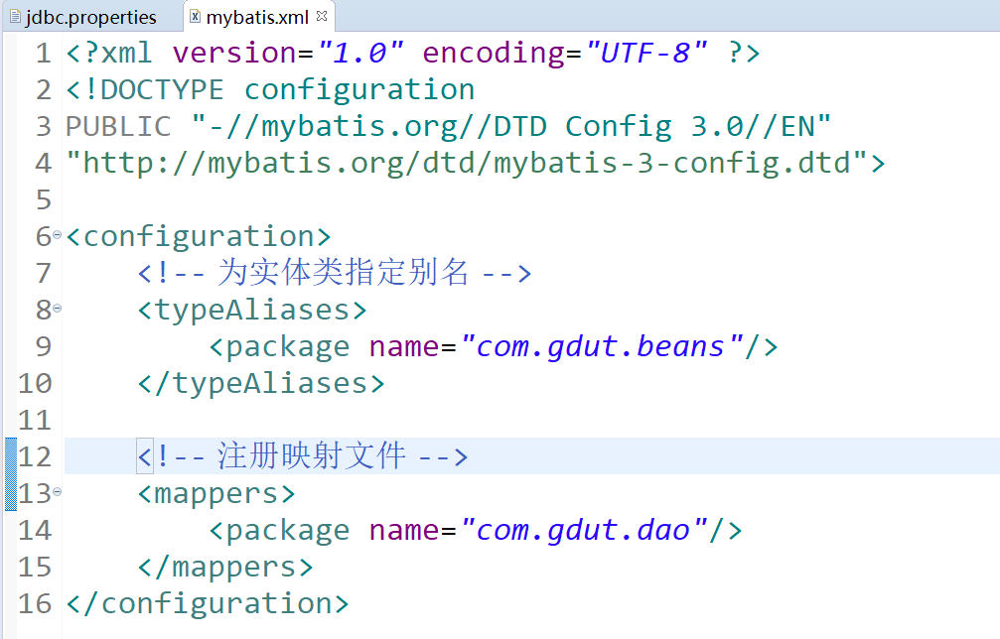 jdbc.properties mybatis.xml
1 <?xml version="1.0" encoding="UTF-8" ?>
2 <!DOCTYPE configuration
3 PUBLIC "-//mybatis.org//DTD Config 3.0//EN"
4 "http://mybatis.org/dtd/mybatis-3-config.dtd">
5
6 <configuration>
7 <!-- 为实体类指定别名 -->
8 <typeAliases>
9 <package name="com.gdut.beans"/>
10 </typeAliases>
11
12 <!-- 注册映射文件 -->
13 <mappers>
14 <package name="com.gdut.dao"/>
15 </mappers>
16 </configuration>